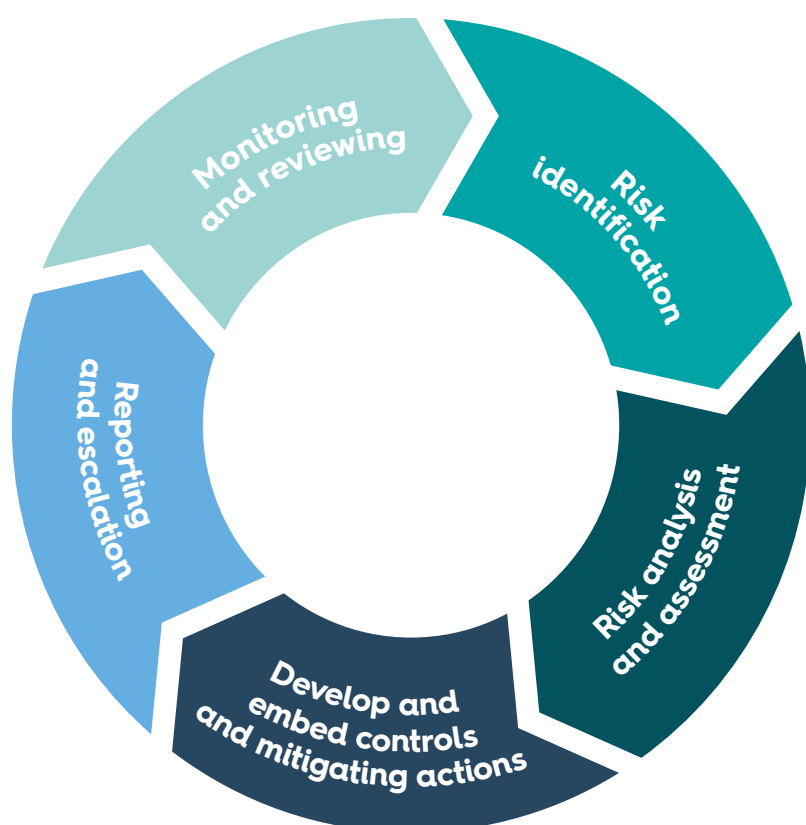 Monitoring
and reviewing
Risk
identification
Risk analysis
and assessment
Develop and
embed controls
and mitigating actions
Reporting
and escalation